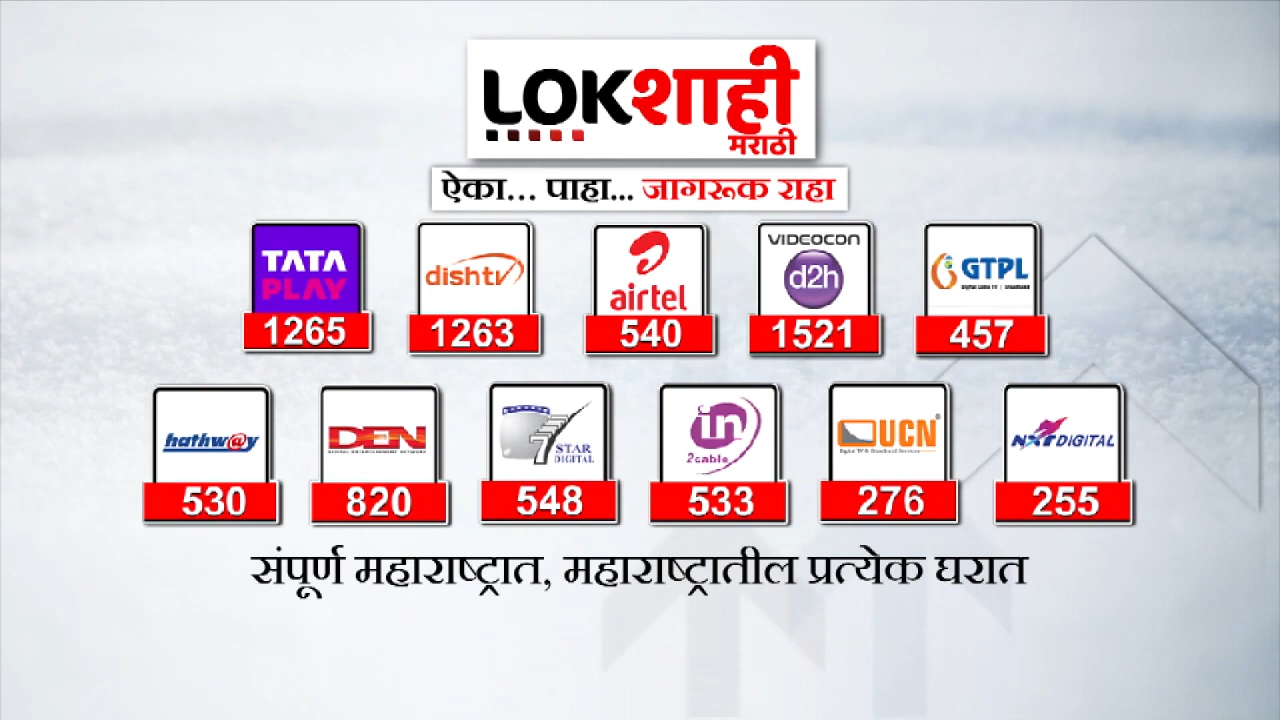 LOKशाही
मराठी
ऐका... पाहा... जागरूक राहा
TATA PLAY
1265
dishtv
1263
airtel
540
VIDEOCON d2h
1521
GTPL
457
hathw@y
530
DEN
820
7 STAR DIGITAL
548
in 2cable
533
UCN
276
NXT DIGITAL
255
संपूर्ण महाराष्ट्रात, महाराष्ट्रातील प्रत्येक घरात